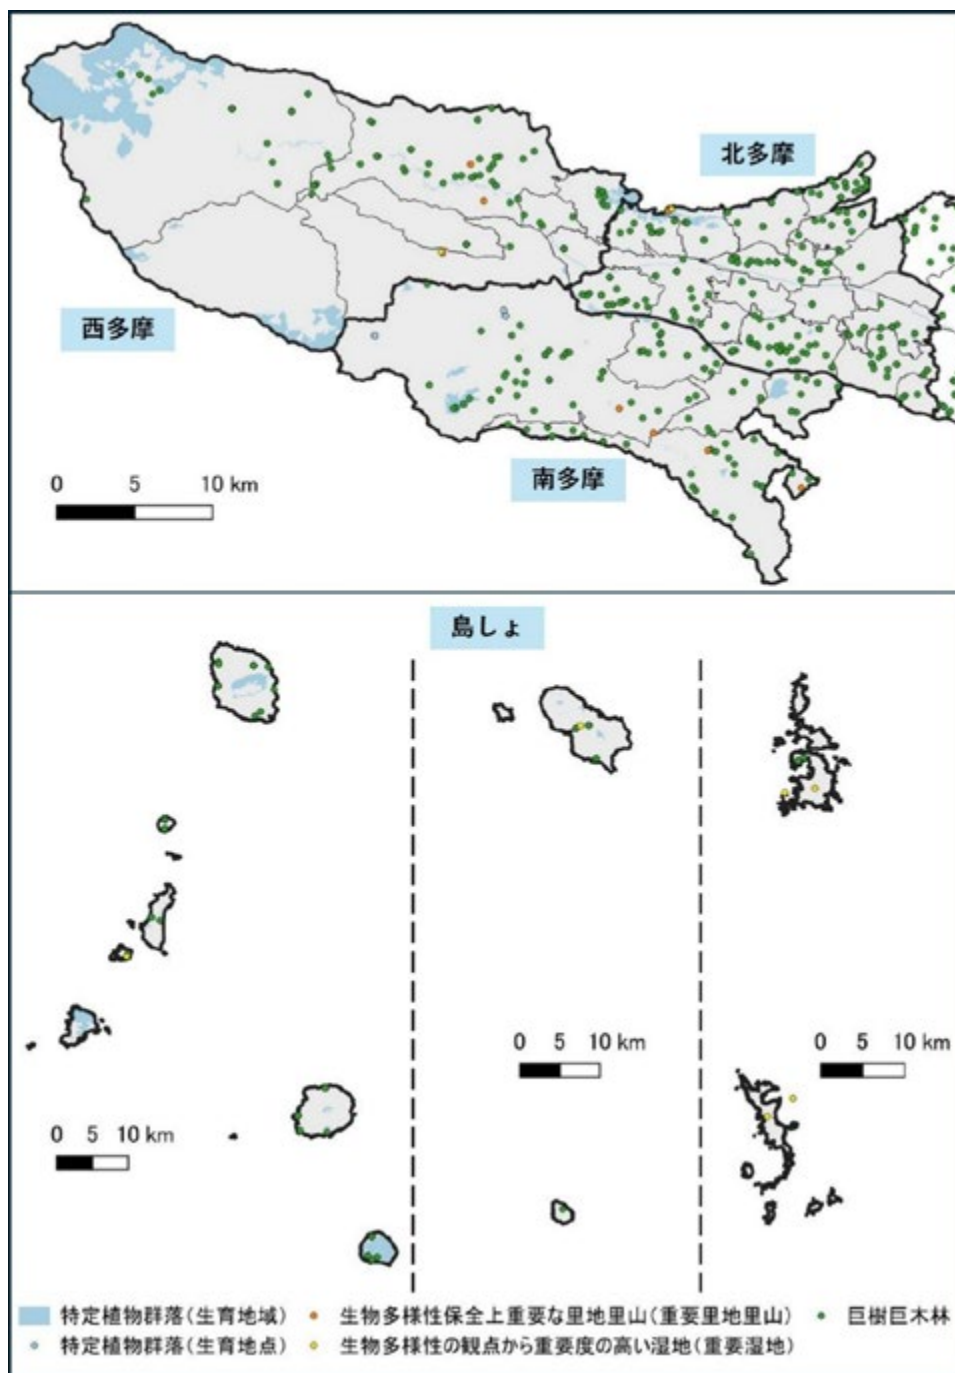 北多摩
西多摩
南多摩
0 5 10 km
島しょ
0 5 10 km
0 5 10 km
0 5 10 km
特定植物群落(生育地域)
生物多様性保全上重要な里地里山(重要里地里山)
巨樹巨木林
特定植物群落(生育地点)
生物多様性の観点から重要度の高い湿地(重要湿地)